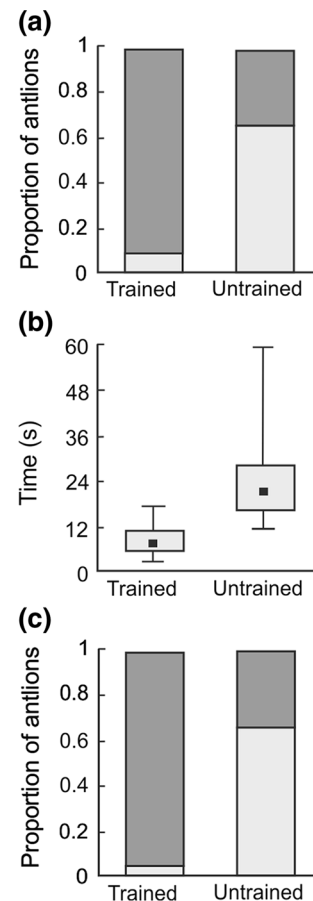 (a)
Proportion of antlions
1
0.8
0.6
0.4
0.2
0
Trained Untrained
(b)
Time (s)
60
48
36
24
12
0
Trained Untrained
(c)
Proportion of antlions
1
0.8
0.6
0.4
0.2
0
Trained Untrained